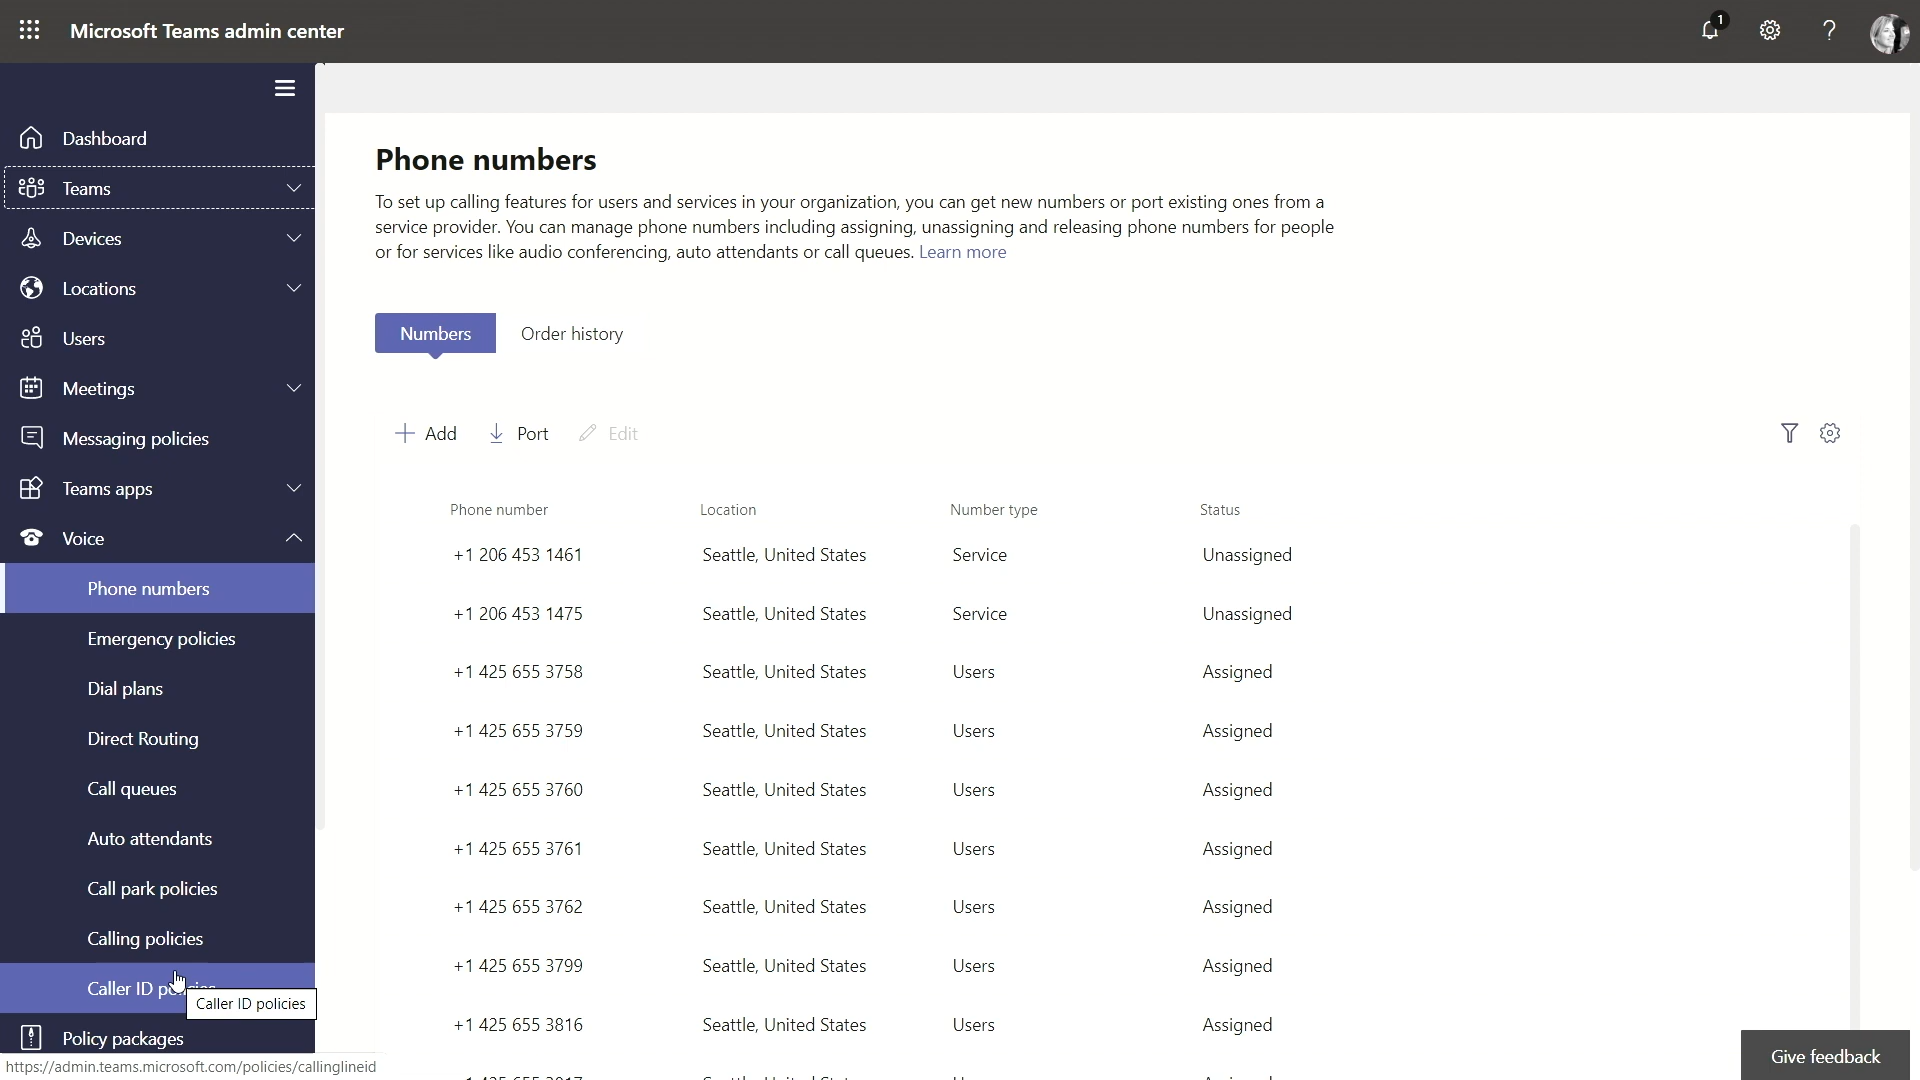 Microsoft Teams admin center
1
?
Dashboard
Teams
Devices
Locations
Users
Meetings
Messaging policies
Teams apps
Voice
Phone numbers
Emergency policies
Dial plans
Direct Routing
Call queues
Auto attendants
Call park policies
Calling policies
Caller ID policies
Caller ID policies
Policy packages
https://admin.teams.microsoft.com/policies/callinglineid
Phone numbers
To set up calling features for users and services in your organization, you can get new numbers or port existing ones from a
service provider. You can manage phone numbers including assigning, unassigning and releasing phone numbers for people
or for services like audio conferencing, auto attendants or call queues. Learn more
Numbers Order history
Add Port Edit
Phone number Location Number type Status
+1 206 453 1461 Seattle, United States Service Unassigned
+1 206 453 1475 Seattle, United States Service Unassigned
+1 425 655 3758 Seattle, United States Users Assigned
+1 425 655 3759 Seattle, United States Users Assigned
+1 425 655 3760 Seattle, United States Users Assigned
+1 425 655 3761 Seattle, United States Users Assigned
+1 425 655 3762 Seattle, United States Users Assigned
+1 425 655 3799 Seattle, United States Users Assigned
+1 425 655 3816 Seattle, United States Users Assigned
Give feedback